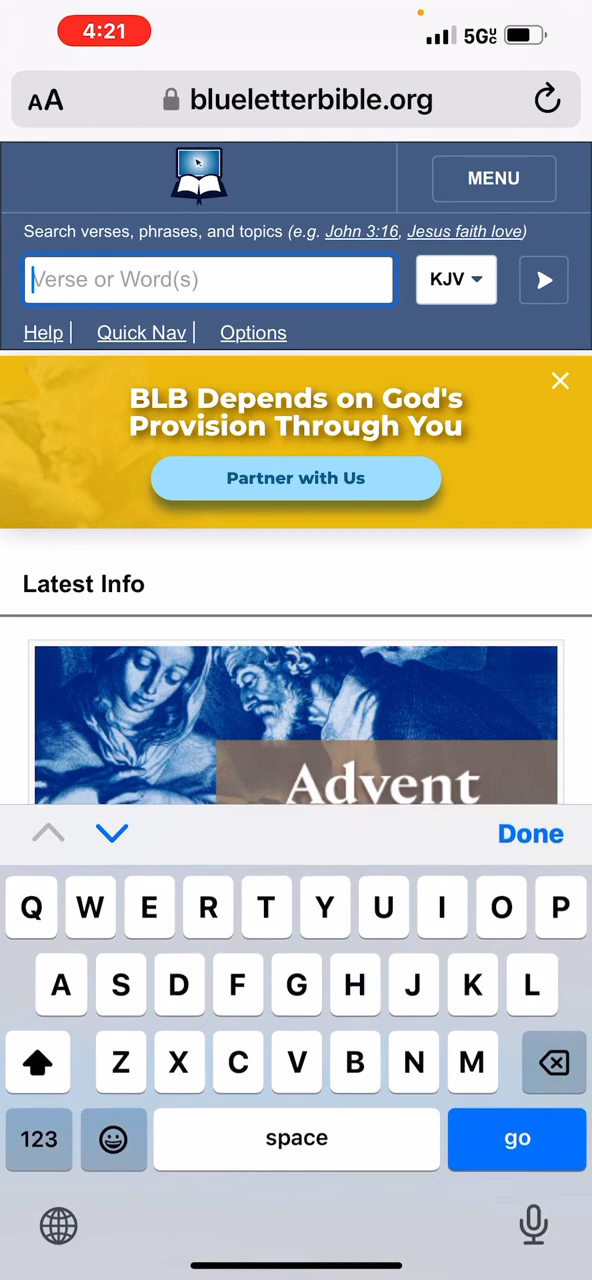 4:21 5G UC
AA blueletterbible.org
MENU
Search verses, phrases, and topics (e.g. John 3:16, Jesus faith love)
Verse or Word(s) KJV
Help | Quick Nav | Options
BLB Depends on God's
Provision Through You
Partner with Us
Latest Info
Advent
Done
Q W E R T Y U I O P
A S D F G H J K L
Z X C V B N M
123 space go